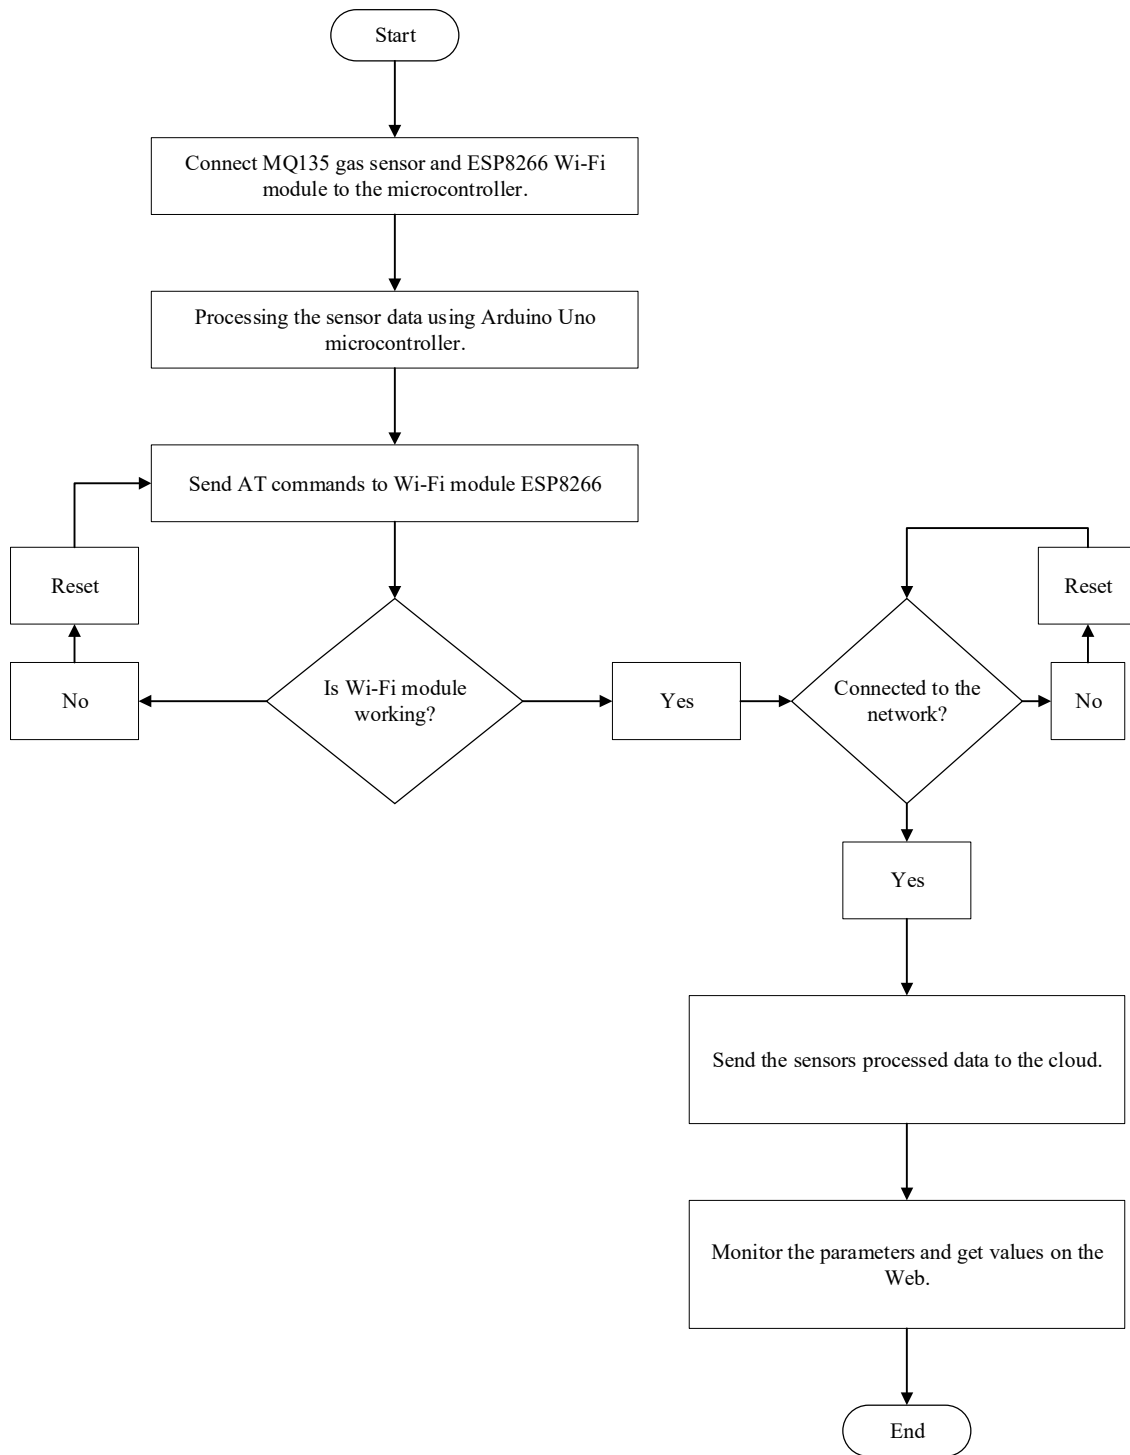 Start
Connect MQ135 gas sensor and ESP8266 Wi-Fi
module to the microcontroller.
Processing the sensor data using Arduino Uno
microcontroller.
Send AT commands to Wi-Fi module ESP8266
Reset
Reset
No
Is Wi-Fi module
working?
Yes
Connected to the
network?
No
Yes
Send the sensors processed data to the cloud.
Monitor the parameters and get values on the
Web.
End